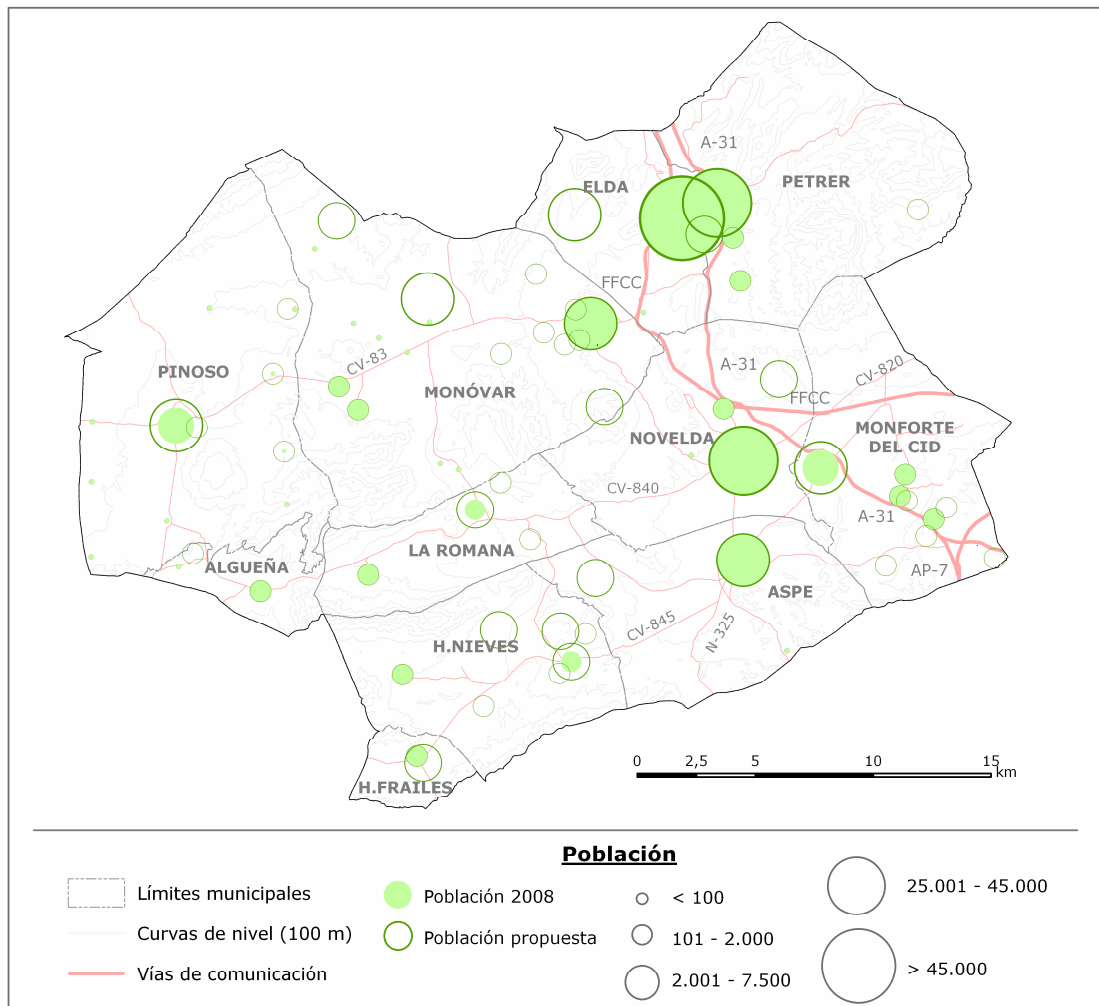 A-31
PETRER
ELDA
FFCC
CV-83
PINOSO
MONÓVAR
A-31
CV-820
FFCC
NOVELDA
MONFORTE
DEL CID
CV-840
A-31
LA ROMANA
ALGUEÑA
AP-7
ASPE
CV-845
N-325
H.NIEVES
H.FRAILES
0 2,5 5 10 15
km
Población
Límites municipales
Curvas de nivel (100 m)
Vías de comunicación
Población 2008
Población propuesta
< 100
101 - 2.000
2.001 - 7.500
25.001 - 45.000
> 45.000